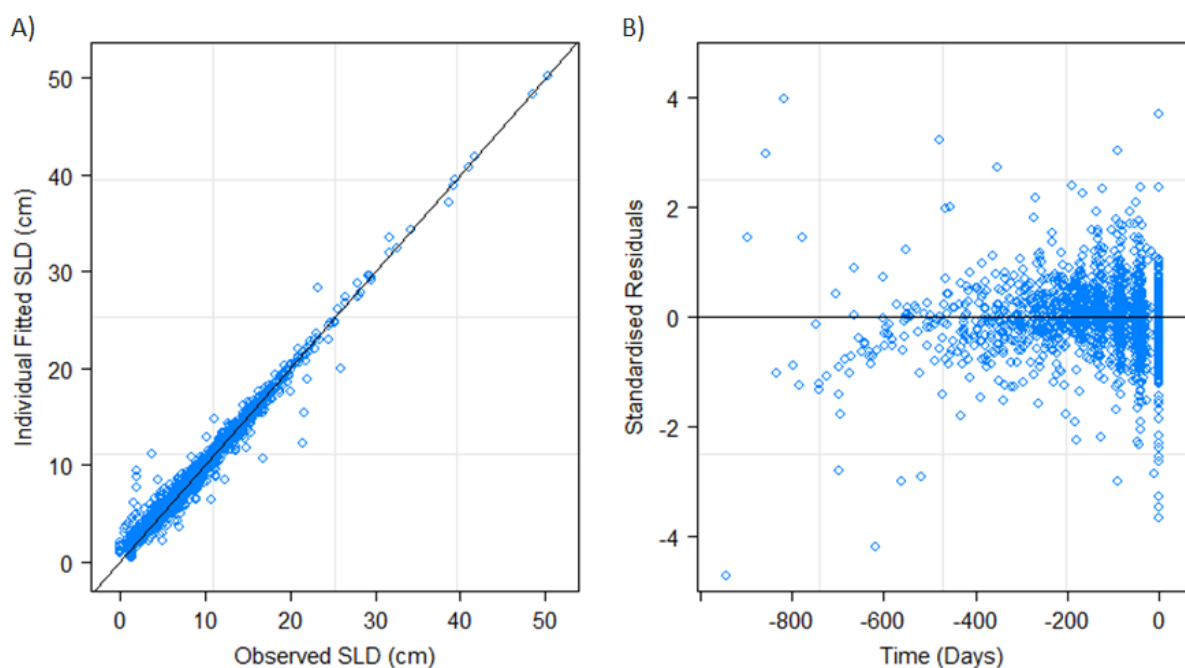 A)
Individual Fitted SLD (cm)
50
40
30
20
10
0
0 10 20 30 40 50
Observed SLD (cm)
B)
Standardised Residuals
4
2
0
-2
-4
-800 -600 -400 -200 0
Time (Days)